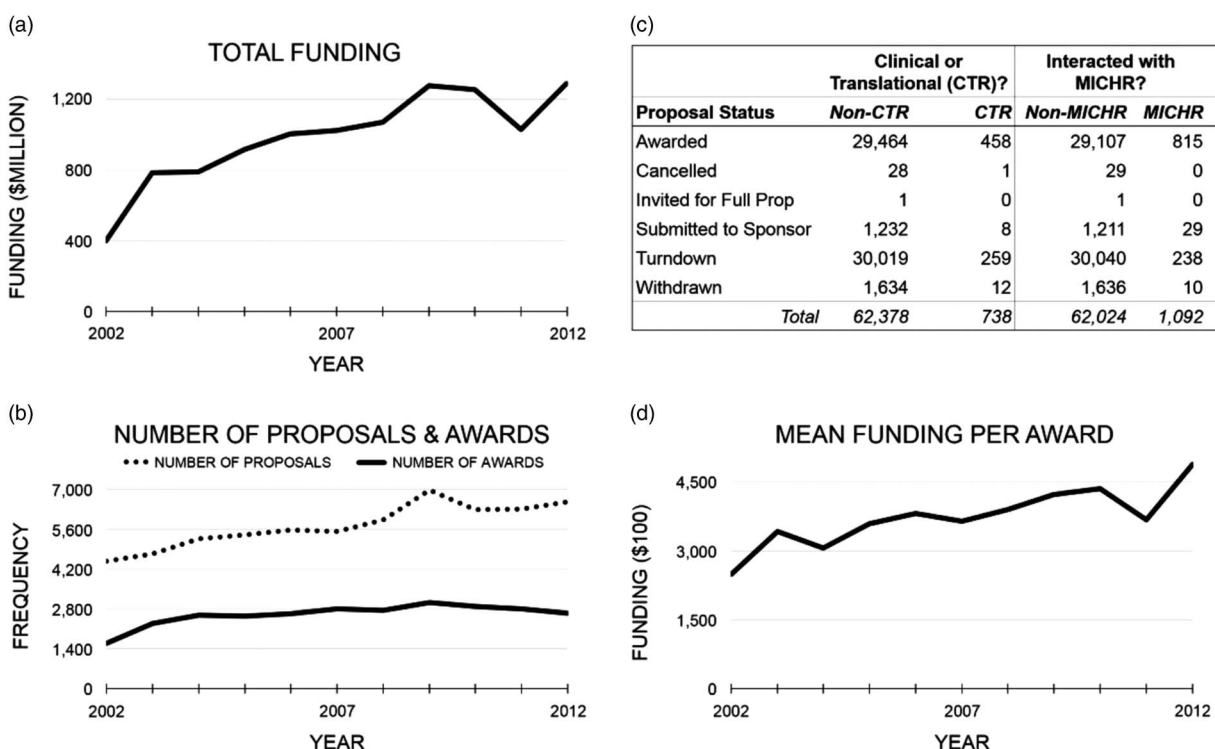 (a)
TOTAL FUNDING
FUNDING ($MILLION)
1,200
800
400
0
2002
2007
2012
YEAR
(c)
Clinical or Translational (CTR)?
Interacted with MICHR?
Proposal Status Non-CTR CTR Non-MICHR MICHR
Awarded 29,464 458 29,107 815
Cancelled 28 1 29 0
Invited for Full Prop 1 0 1 0
Submitted to Sponsor 1,232 8 1,211 29
Turndown 30,019 259 30,040 238
Withdrawn 1,634 12 1,636 10
Total 62,378 738 62,024 1,092
(b)
NUMBER OF PROPOSALS & AWARDS
NUMBER OF PROPOSALS NUMBER OF AWARDS
FREQUENCY
7,000
5,600
4,200
2,800
1,400
0
2002
2007
2012
YEAR
(d)
MEAN FUNDING PER AWARD
FUNDING ($100)
4,500
3,000
1,500
0
2002
2007
2012
YEAR